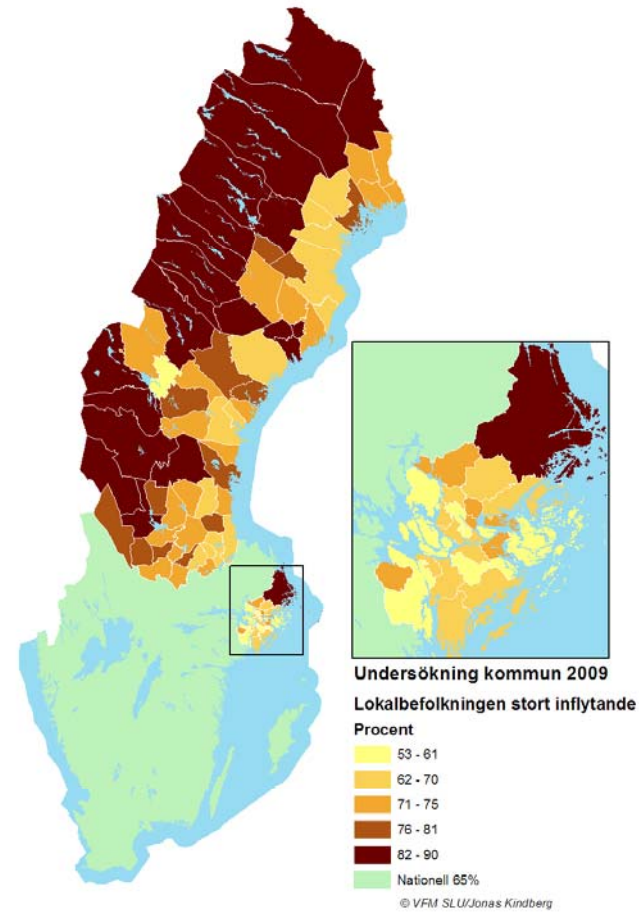 Undersökning kommun 2009
Lokalbefolkningen stort inflytande
Procent
53 - 61
62 - 70
71 - 75
76 - 81
82 - 90
Nationell 65%
© VFM SLU/Jonas Kindberg